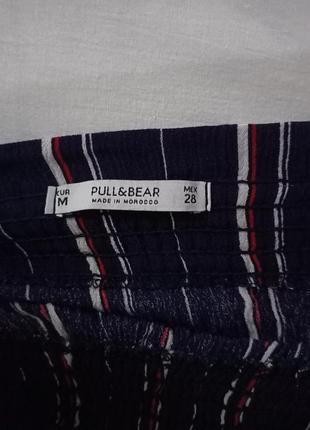 EUR
M
PULL&BEAR
MADE IN MOROCCO
MEX
28